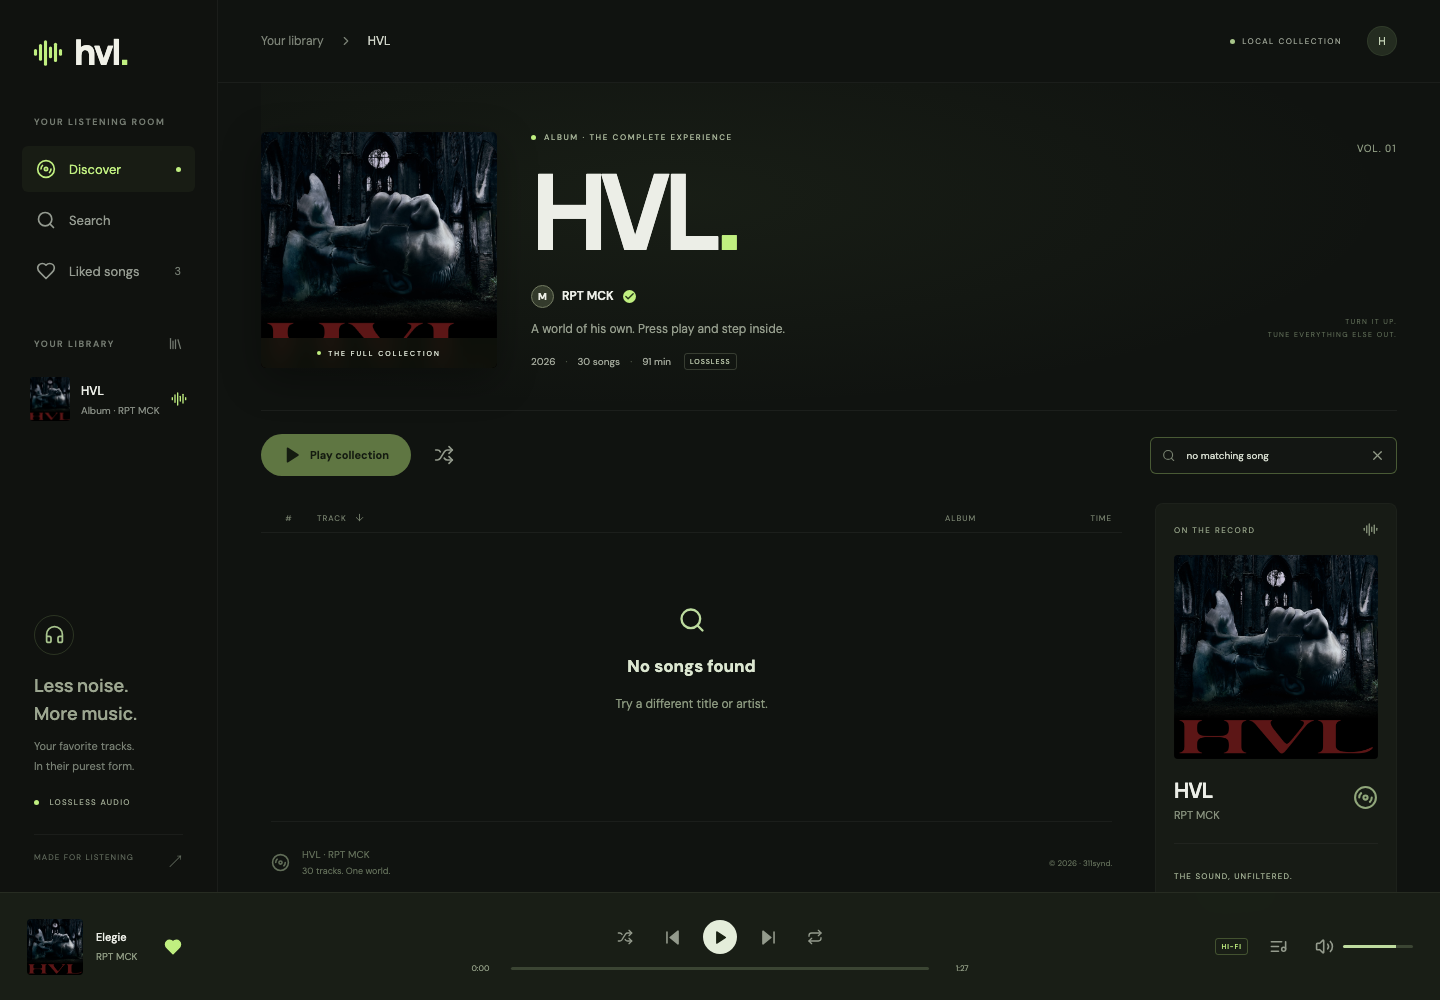 hvl.
YOUR LISTENING ROOM
Discover
Search
Liked songs 3
YOUR LIBRARY
HVL
Album · RPT MCK
Less noise.
More music.
Your favorite tracks.
In their purest form.
LOSSLESS AUDIO
MADE FOR LISTENING
Your library > HVL
LOCAL COLLECTION H
HVL
THE FULL COLLECTION
ALBUM · THE COMPLETE EXPERIENCE
VOL. 01
HVL.
M RPT MCK
A world of his own. Press play and step inside.
2026 · 30 songs · 91 min LOSSLESS
TURN IT UP.
TUNE EVERYTHING ELSE OUT.
Play collection
no matching song
# TRACK ALBUM TIME
No songs found
Try a different title or artist.
HVL · RPT MCK
30 tracks. One world.
© 2026 · 311synd.
ON THE RECORD
HVL
HVL
RPT MCK
THE SOUND, UNFILTERED.
HVL
Elegie
RPT MCK
0:00
1:27
HI-FI